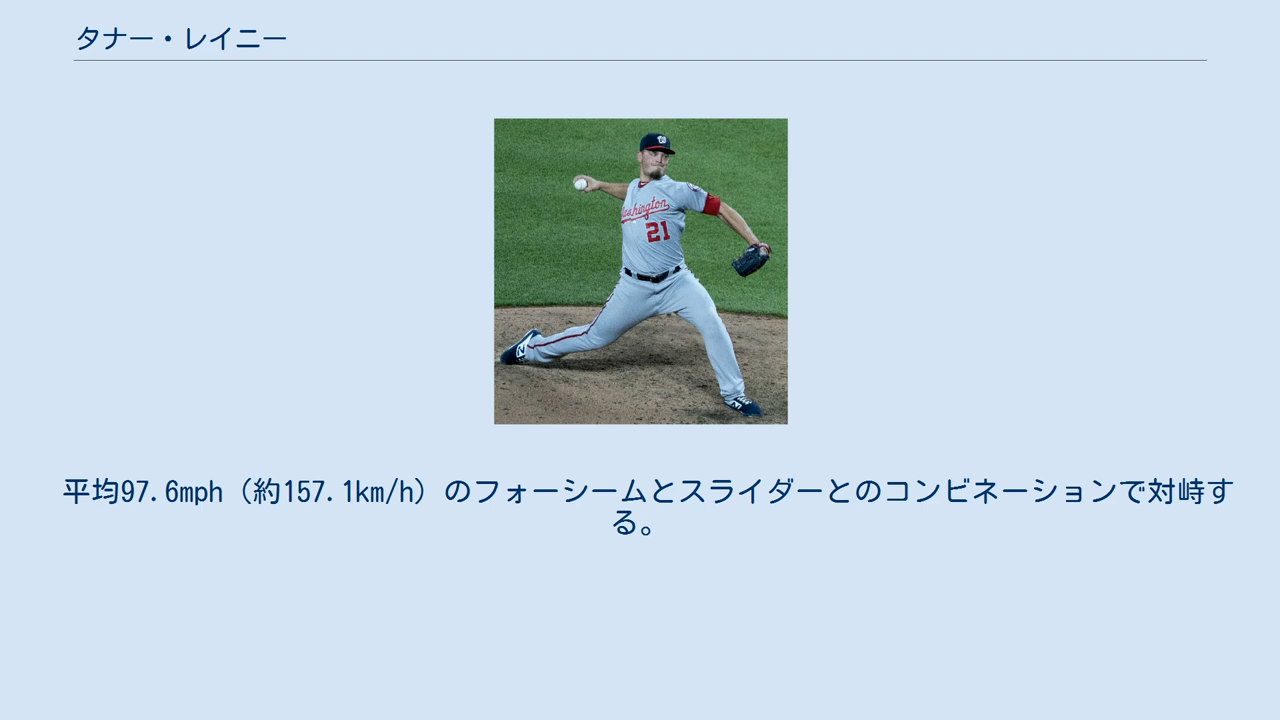 タナー・レイニー
Washington
21
平均97.6mph（約157.1km/h）のフォーシームとスライダーとのコンビネーションで対峙す
る。